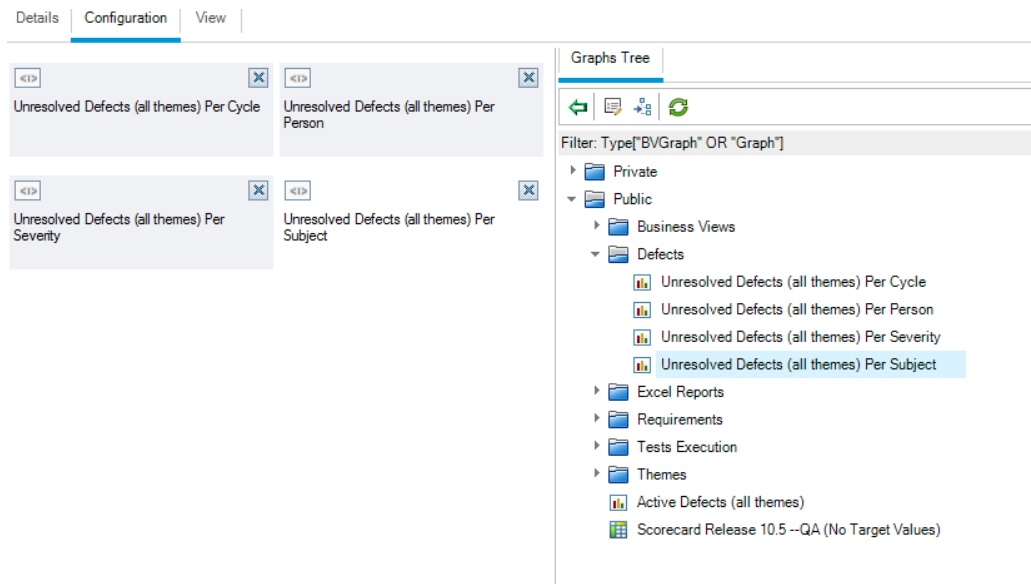 Details
Configuration
View
Unresolved Defects (all themes) Per Cycle
Unresolved Defects (all themes) Per
Person
Unresolved Defects (all themes) Per
Severity
Unresolved Defects (all themes) Per
Subject
Graphs Tree
Filter: Type["BVGraph" OR "Graph"]
Private
Public
Business Views
Defects
Unresolved Defects (all themes) Per Cycle
Unresolved Defects (all themes) Per Person
Unresolved Defects (all themes) Per Severity
Unresolved Defects (all themes) Per Subject
Excel Reports
Requirements
Tests Execution
Themes
Active Defects (all themes)
Scorecard Release 10.5 --QA (No Target Values)